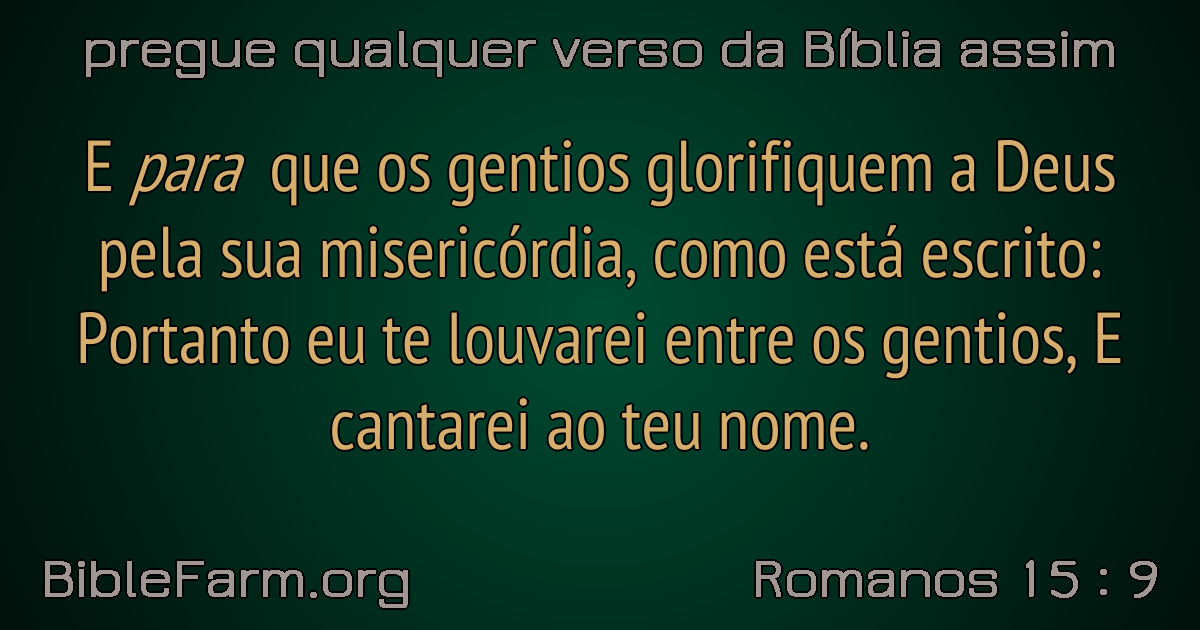 pregue qualquer verso da Bíblia assim
E para que os gentios glorifiquem a Deus
pela sua misericórdia, como está escrito:
Portanto eu te louvarei entre os gentios, E
cantarei ao teu nome.
BibleFarm.org
Romanos 15 : 9